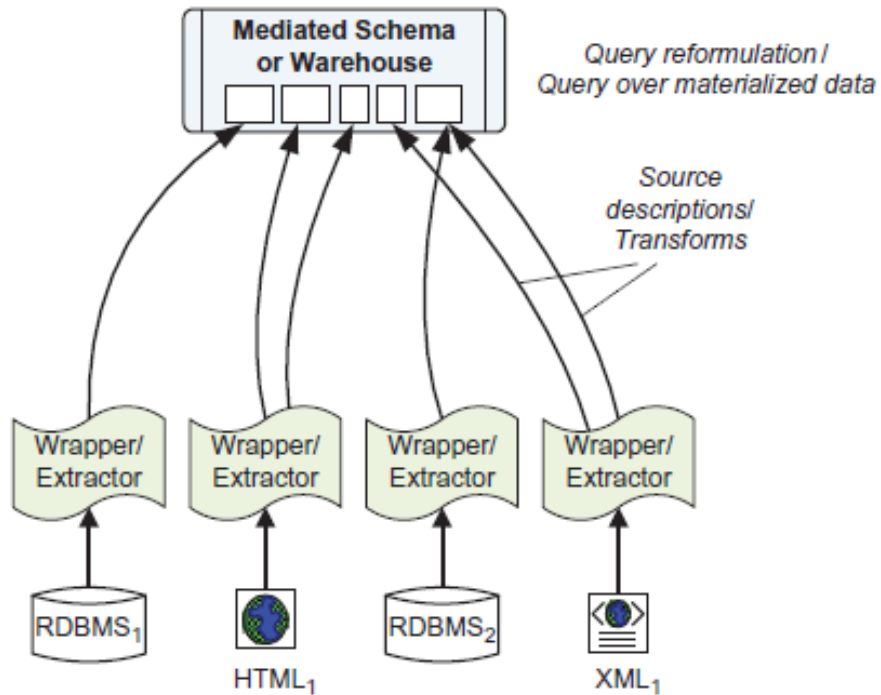 Mediated Schema
or Warehouse
Query reformulation/
Query over materialized data
Source
descriptions/
Transforms
Wrapper/
Extractor
Wrapper/
Extractor
Wrapper/
Extractor
Wrapper/
Extractor
RDBMS₁
HTML₁
RDBMS₂
XML₁